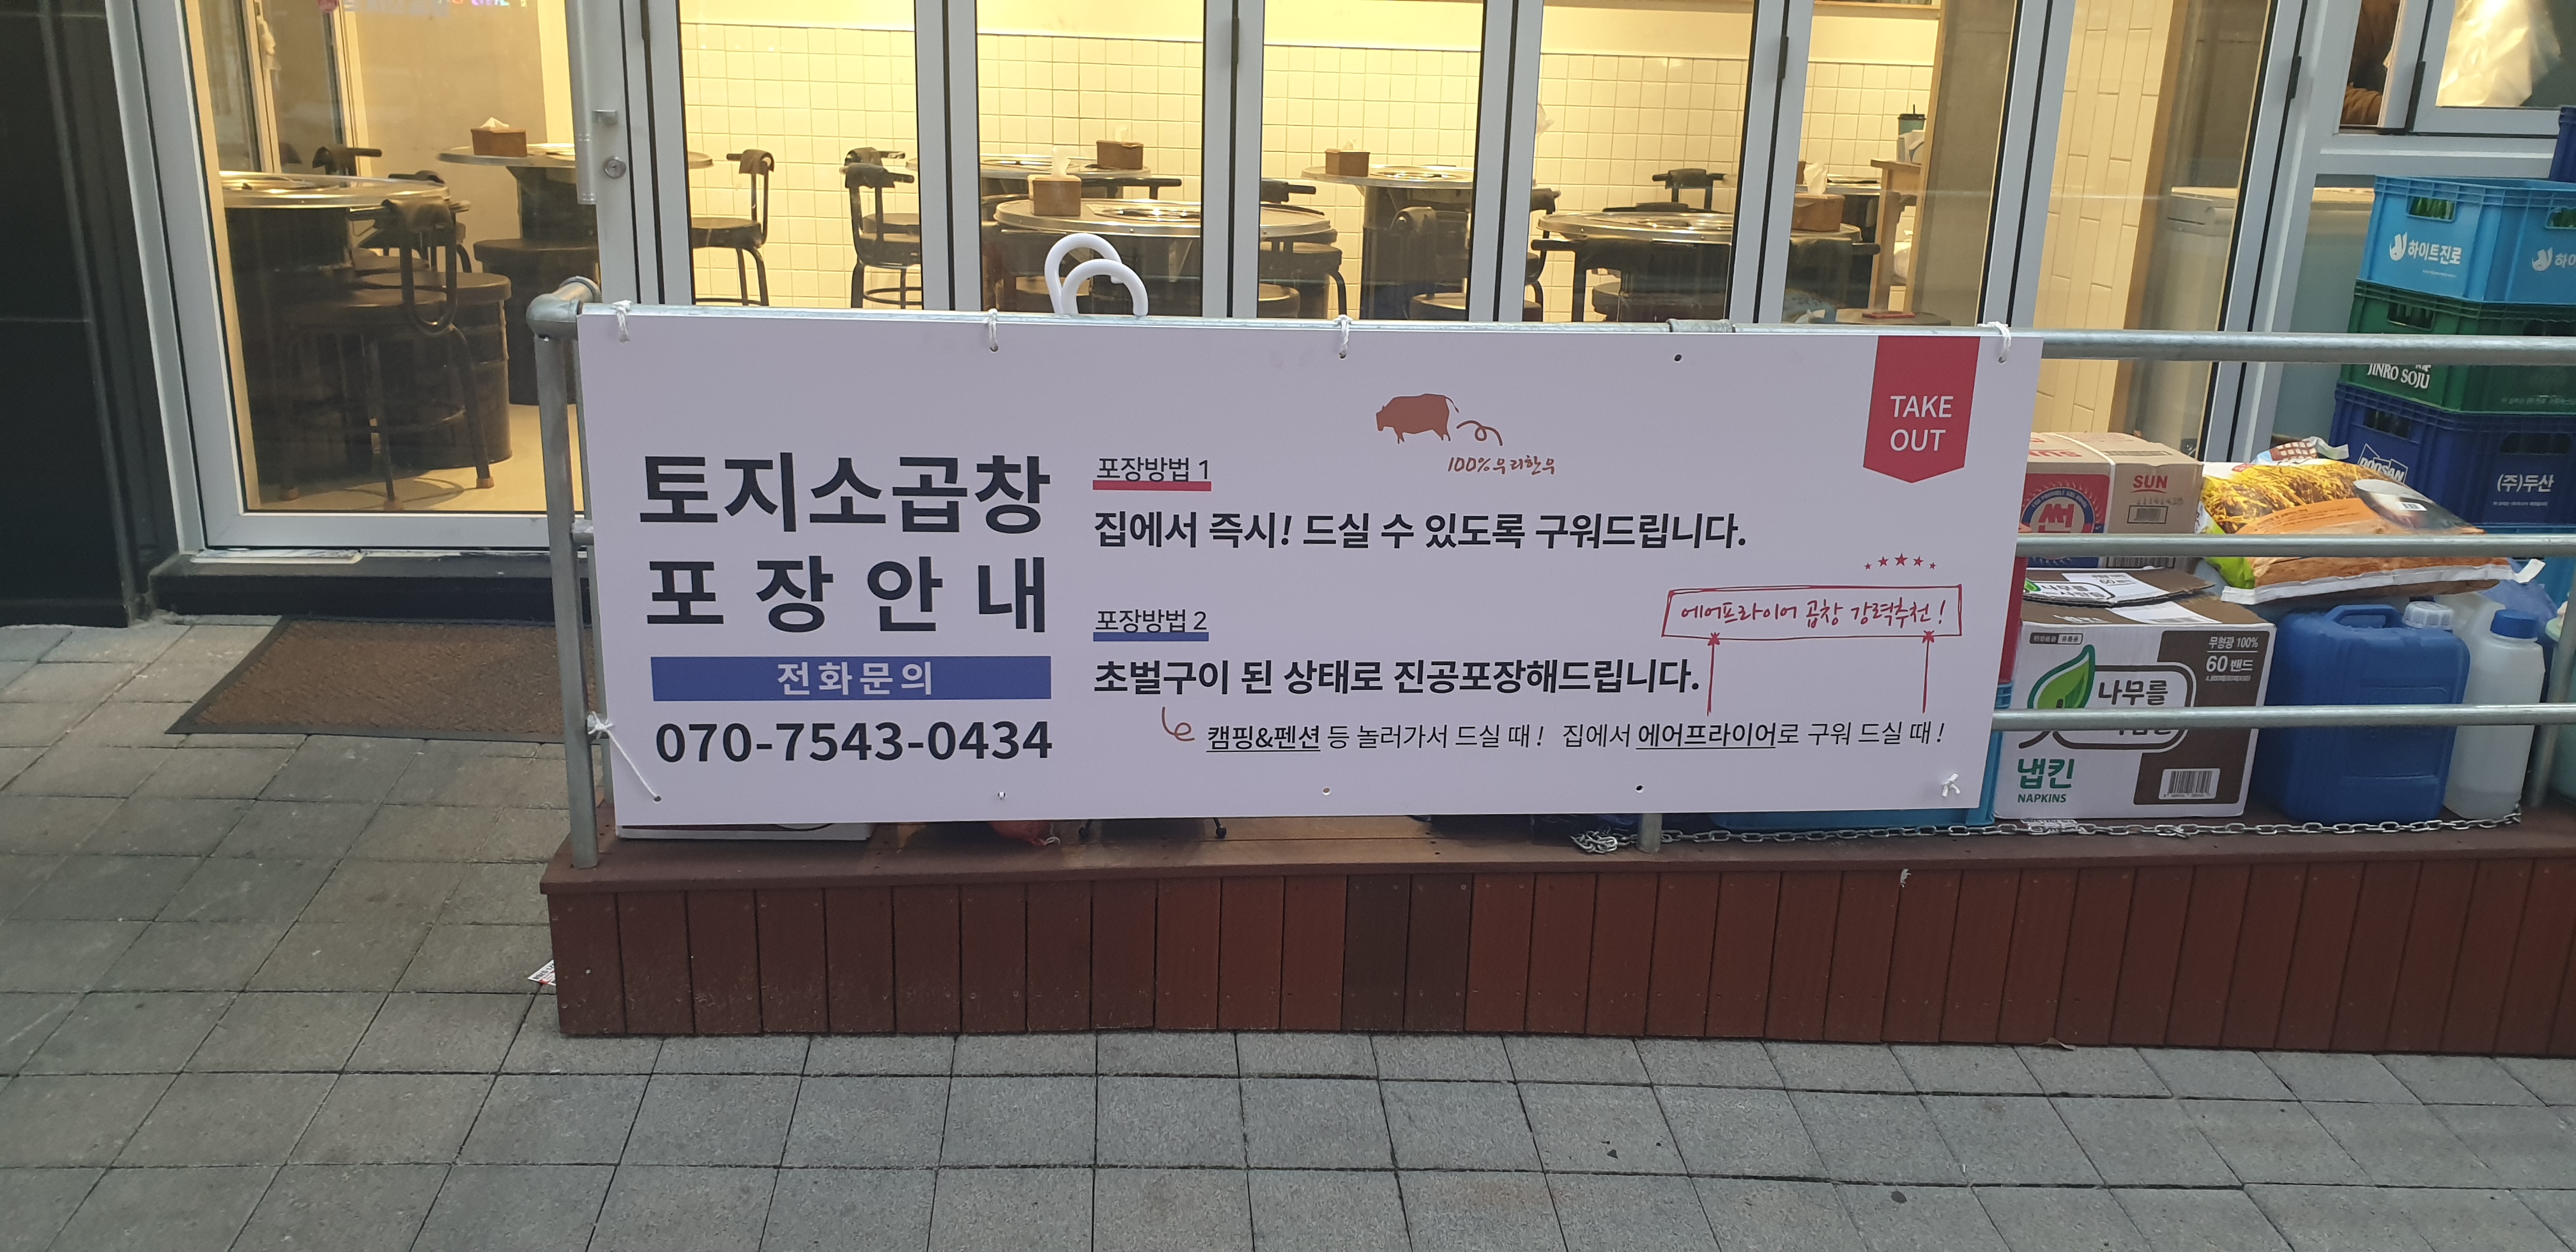 토지소곱창
포장안내
전화문의
070-7543-0434
100%우리한우
TAKE
OUT
포장방법 1
집에서 즉시! 드실 수 있도록 구워드립니다.
포장방법 2
에어프라이어 곱창 강력추천!
초벌구이 된 상태로 진공포장해드립니다.
캠핑&펜션 등 놀러가서 드실 때! 집에서 에어프라이어로 구워 드실 때!
하이트진로
JINRO SOJU
DOOSAN
(주)두산
SUN
썬
무형광 100%
60 밴드
나무를
냅킨
NAPKINS